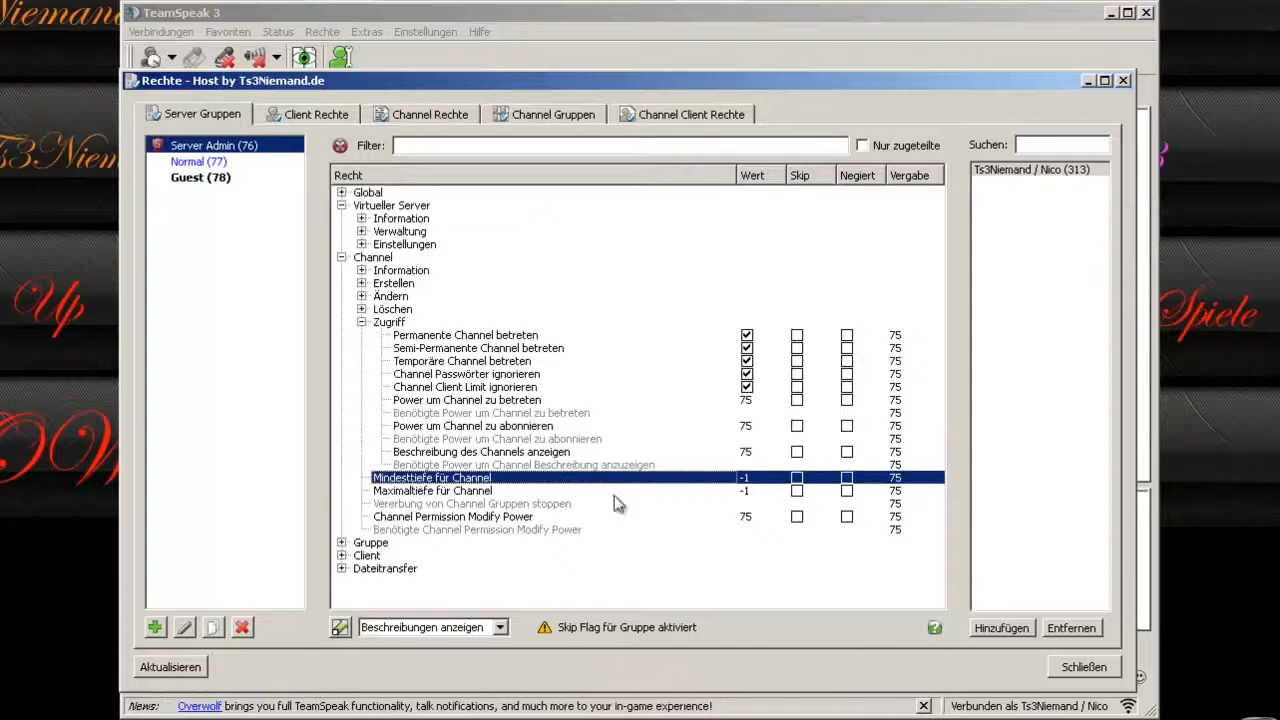 Niemand
TeamSpeak 3
Verbindungen Favoriten Status Rechte Extras Einstellungen Hilfe
Rechte - Host by Ts3Niemand.de
Server Gruppen Client Rechte Channel Rechte Channel Gruppen Channel Client Rechte
Server Admin (76)
Normal (77)
Guest (78)
Filter: Nur zugeteilte Suchen:
Recht Wert Skip Negiert Vergabe
Ts3Niemand / Nico (313)
Global
Virtueller Server
Information
Verwaltung
Einstellungen
Channel
Information
Erstellen
Ändern
Löschen
Zugriff
Permanente Channel betreten 75
Semi-Permanente Channel betreten 75
Temporäre Channel betreten 75
Channel Passwörter ignorieren 75
Channel Client Limit ignorieren 75
Power um Channel zu betreten 75 75
Benötigte Power um Channel zu betreten 75
Power um Channel zu abonnieren 75 75
Benötigte Power um Channel zu abonnieren 75
Beschreibung des Channels anzeigen 75 75
Benötigte Power um Channel Beschreibung anzuzeigen 75
Mindesttiefe für Channel -1 75
Maximaltiefe für Channel -1 75
Vererbung von Channel Gruppen stoppen 75
Channel Permission Modify Power 75 75
Benötigte Channel Permission Modify Power 75
Gruppe
Client
Dateitransfer
Beschreibungen anzeigen Skip Flag für Gruppe aktiviert
Hinzufügen Entfernen
Aktualisieren Schließen
News: Overwolf brings you full TeamSpeak functionality, talk notifications, and much more to your in-game experience! Verbunden als Ts3Niemand / Nico
Ts3Niem
Up
Spiele